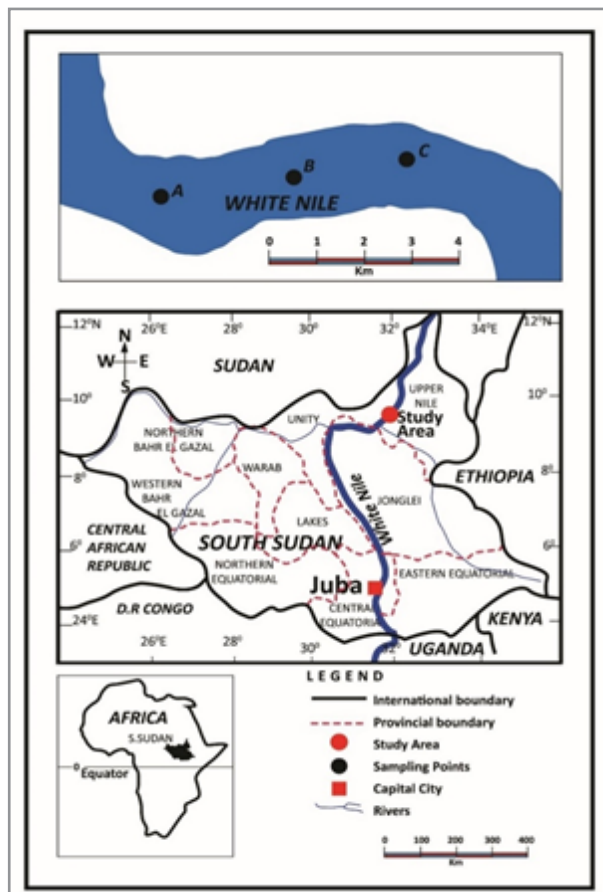 A
B
C
WHITE NILE
0 1 2 3 4
Km
12°N
26°E
28°
30°
32°
34°E
12°N
N
W E
S
SUDAN
10°
10°
UPPER
NILE
UNITY
Study
Area
NORTHERN
BAHR EL GAZAL
WARAB
ETHIOPIA
8°
8°
WESTERN
BAHR
EL GAZAL
JONGLEI
White Nile
LAKES
CENTRAL
AFRICAN
REPUBLIC
6°
SOUTH SUDAN
6°
NORTHERN
EQUATORIAL
EASTERN EQUATORIAL
Juba
D.R CONGO
CENTRAL
EQUATORIA
KENYA
24°E
28°
30°
32°
UGANDA
LEGEND
International boundary
Provincial boundary
Study Area
Sampling Points
Capital City
Rivers
AFRICA
S.SUDAN
0
Equator
0 100 200 300 400
Km